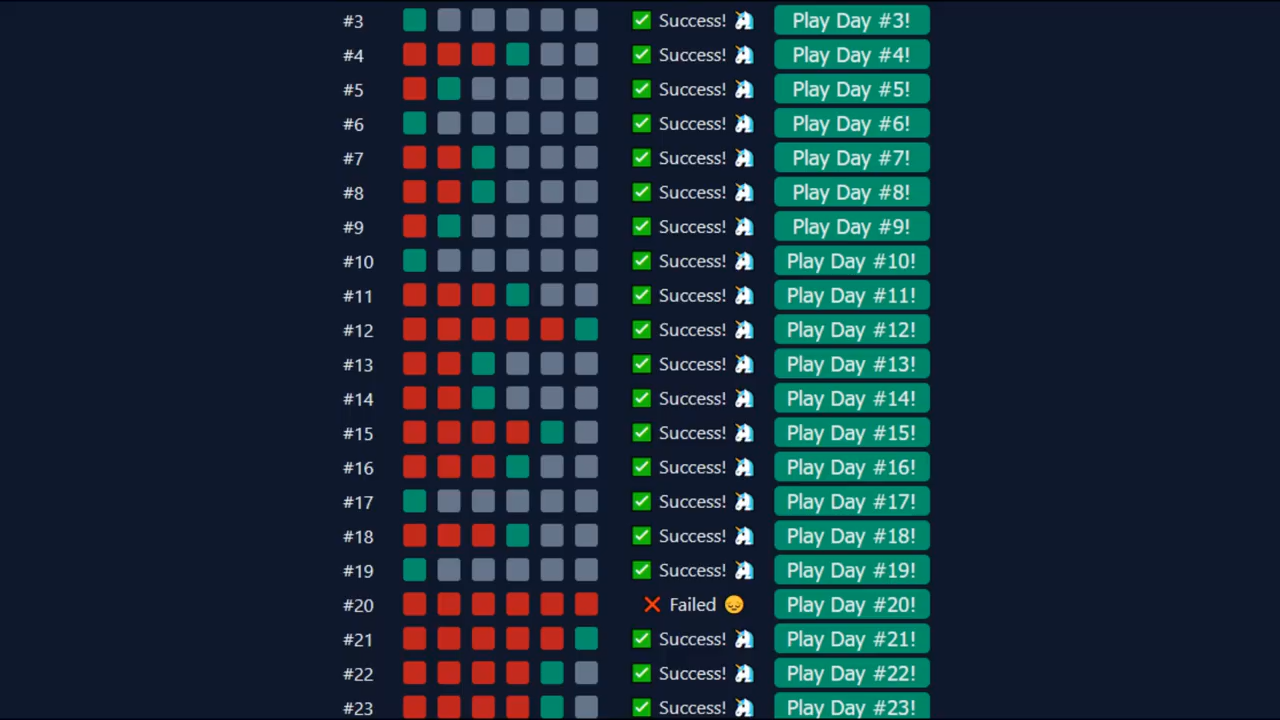 #3 ✅ Success! 🦄 Play Day #3!
#4 ✅ Success! 🦄 Play Day #4!
#5 ✅ Success! 🦄 Play Day #5!
#6 ✅ Success! 🦄 Play Day #6!
#7 ✅ Success! 🦄 Play Day #7!
#8 ✅ Success! 🦄 Play Day #8!
#9 ✅ Success! 🦄 Play Day #9!
#10 ✅ Success! 🦄 Play Day #10!
#11 ✅ Success! 🦄 Play Day #11!
#12 ✅ Success! 🦄 Play Day #12!
#13 ✅ Success! 🦄 Play Day #13!
#14 ✅ Success! 🦄 Play Day #14!
#15 ✅ Success! 🦄 Play Day #15!
#16 ✅ Success! 🦄 Play Day #16!
#17 ✅ Success! 🦄 Play Day #17!
#18 ✅ Success! 🦄 Play Day #18!
#19 ✅ Success! 🦄 Play Day #19!
#20 ❌ Failed 😔 Play Day #20!
#21 ✅ Success! 🦄 Play Day #21!
#22 ✅ Success! 🦄 Play Day #22!
#23 ✅ Success! 🦄 Play Day #23!